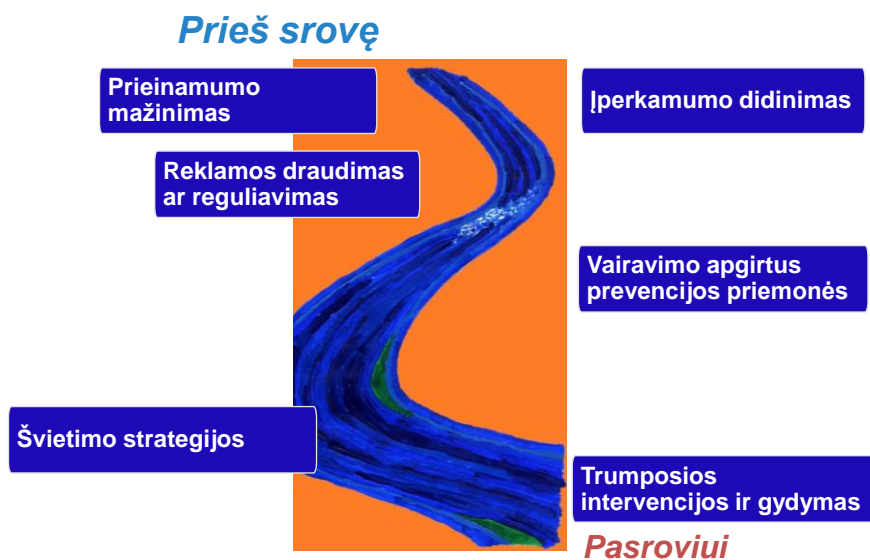 Prieš srovę
Prieinamumo
mažinimas
Įperkamumo didinimas
Reklamos draudimas
ar reguliavimas
Vairavimo apgirtus
prevencijos priemonės
Švietimo strategijos
Trumposios
intervencijos ir gydymas
Pasroviui